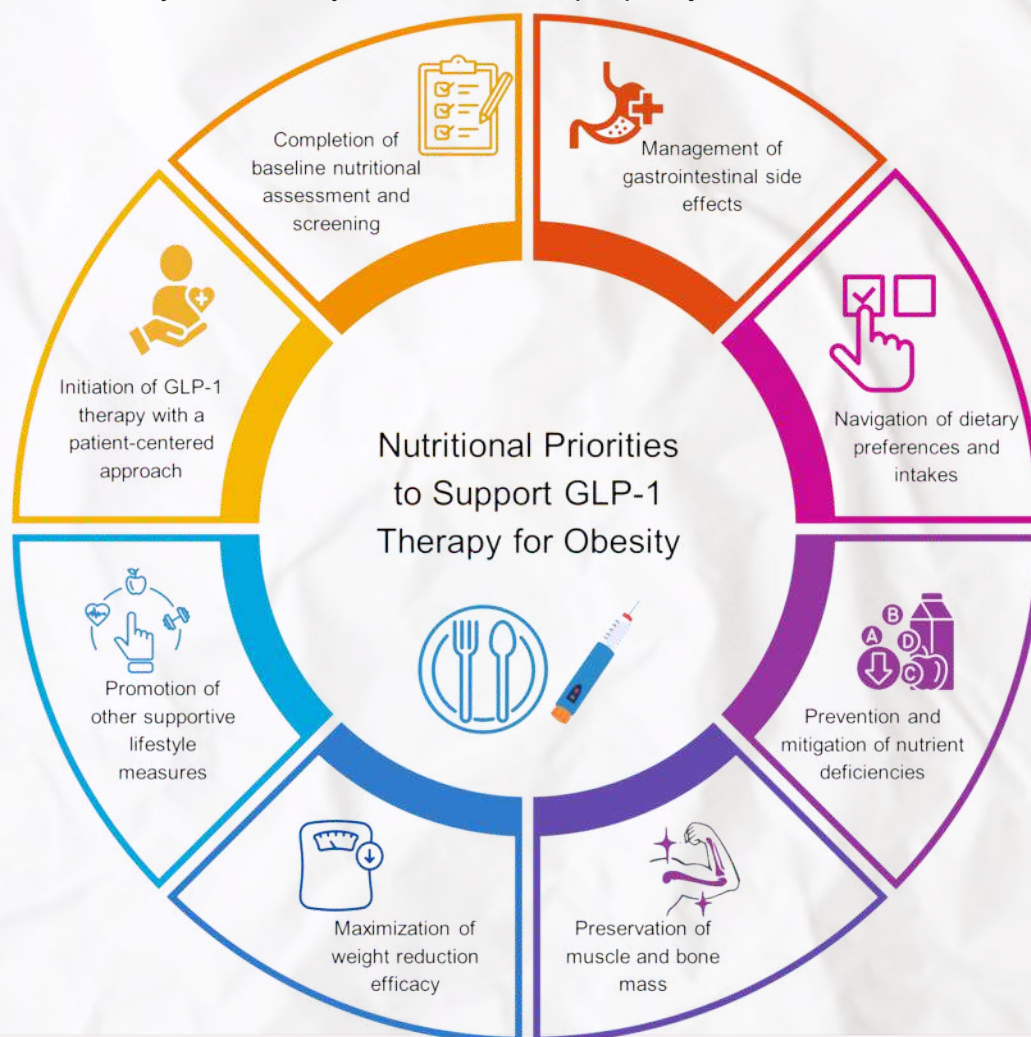 Nutritional Priorities
to Support GLP-1
Therapy for Obesity
Initiation of GLP-1
therapy with a
patient-centered
approach
Completion of
baseline nutritional
assessment and
screening
Management of
gastrointestinal side
effects
Navigation of dietary
preferences and
intakes
A
B
D
C
Prevention and
mitigation of nutrient
deficiencies
Preservation of
muscle and bone
mass
Maximization of
weight reduction
efficacy
Promotion of
other supportive
lifestyle
measures